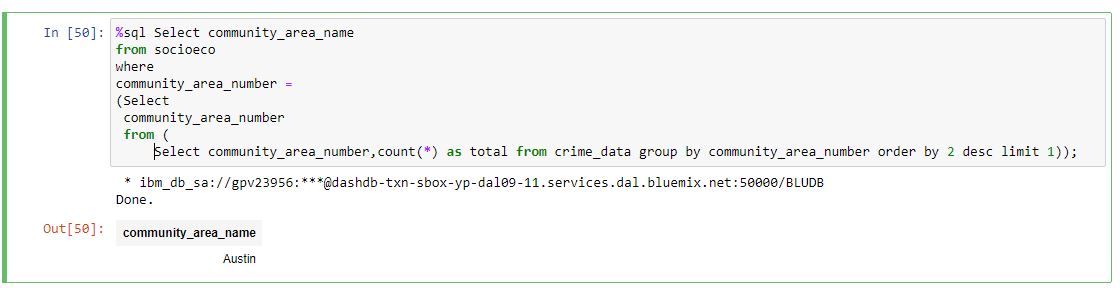 In [50]: %sql Select community_area_name
from socioeco
where
community_area_number =
(Select
community_area_number
from (
Select community_area_number,count(*) as total from crime_data group by community_area_number order by 2 desc limit 1));
* ibm_db_sa://gpv23956:***@dashdb-txn-sbox-yp-dal09-11.services.dal.bluemix.net:50000/BLUDB
Done.
Out[50]: community_area_name
Austin